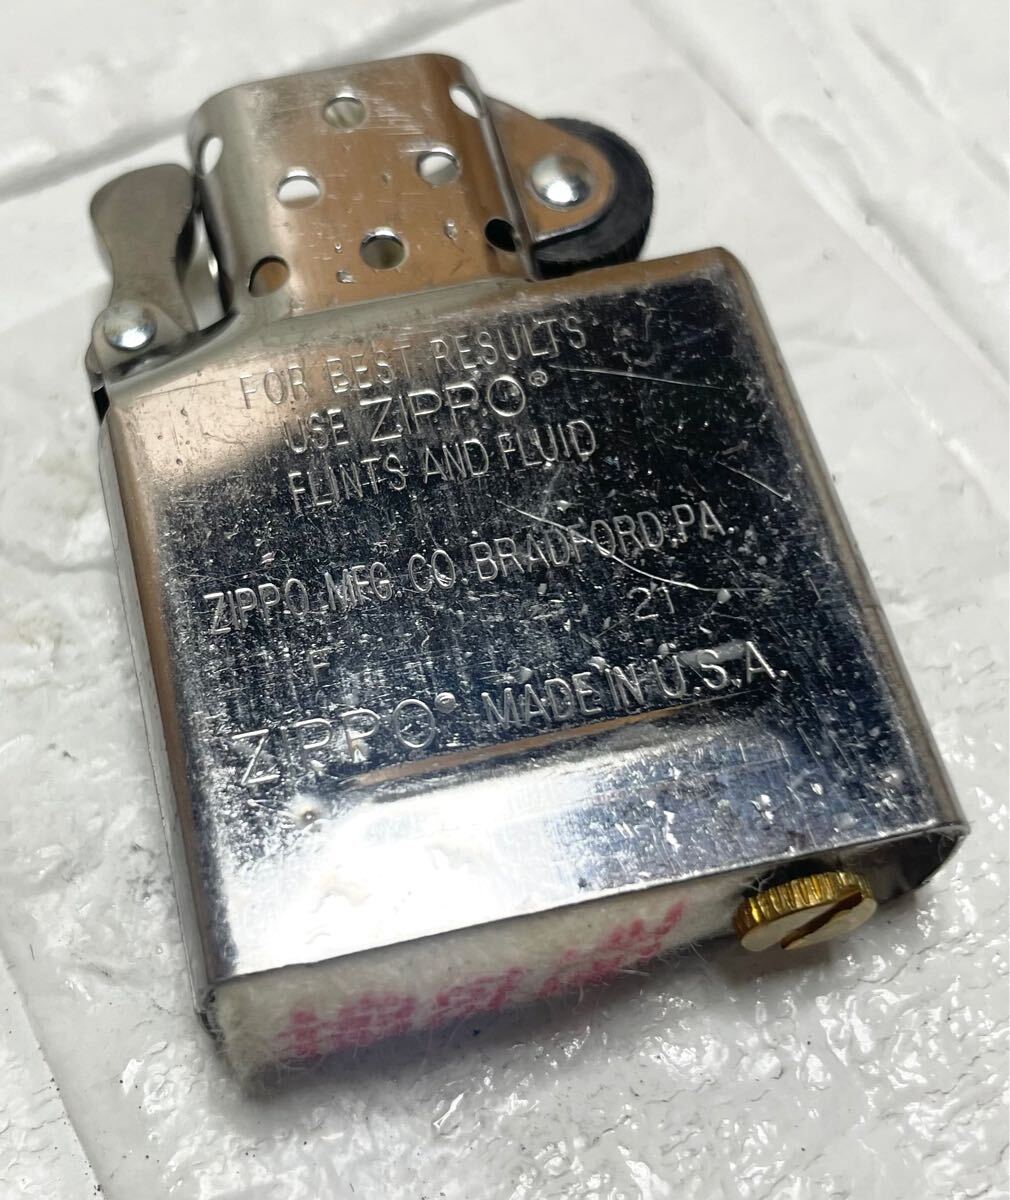 FOR BEST RESULTS
USE ZIPPO®
FLINTS AND FLUID
ZIPPO MFG. CO. BRADFORD, PA.
F 21
ZIPPO® MADE IN U.S.A.